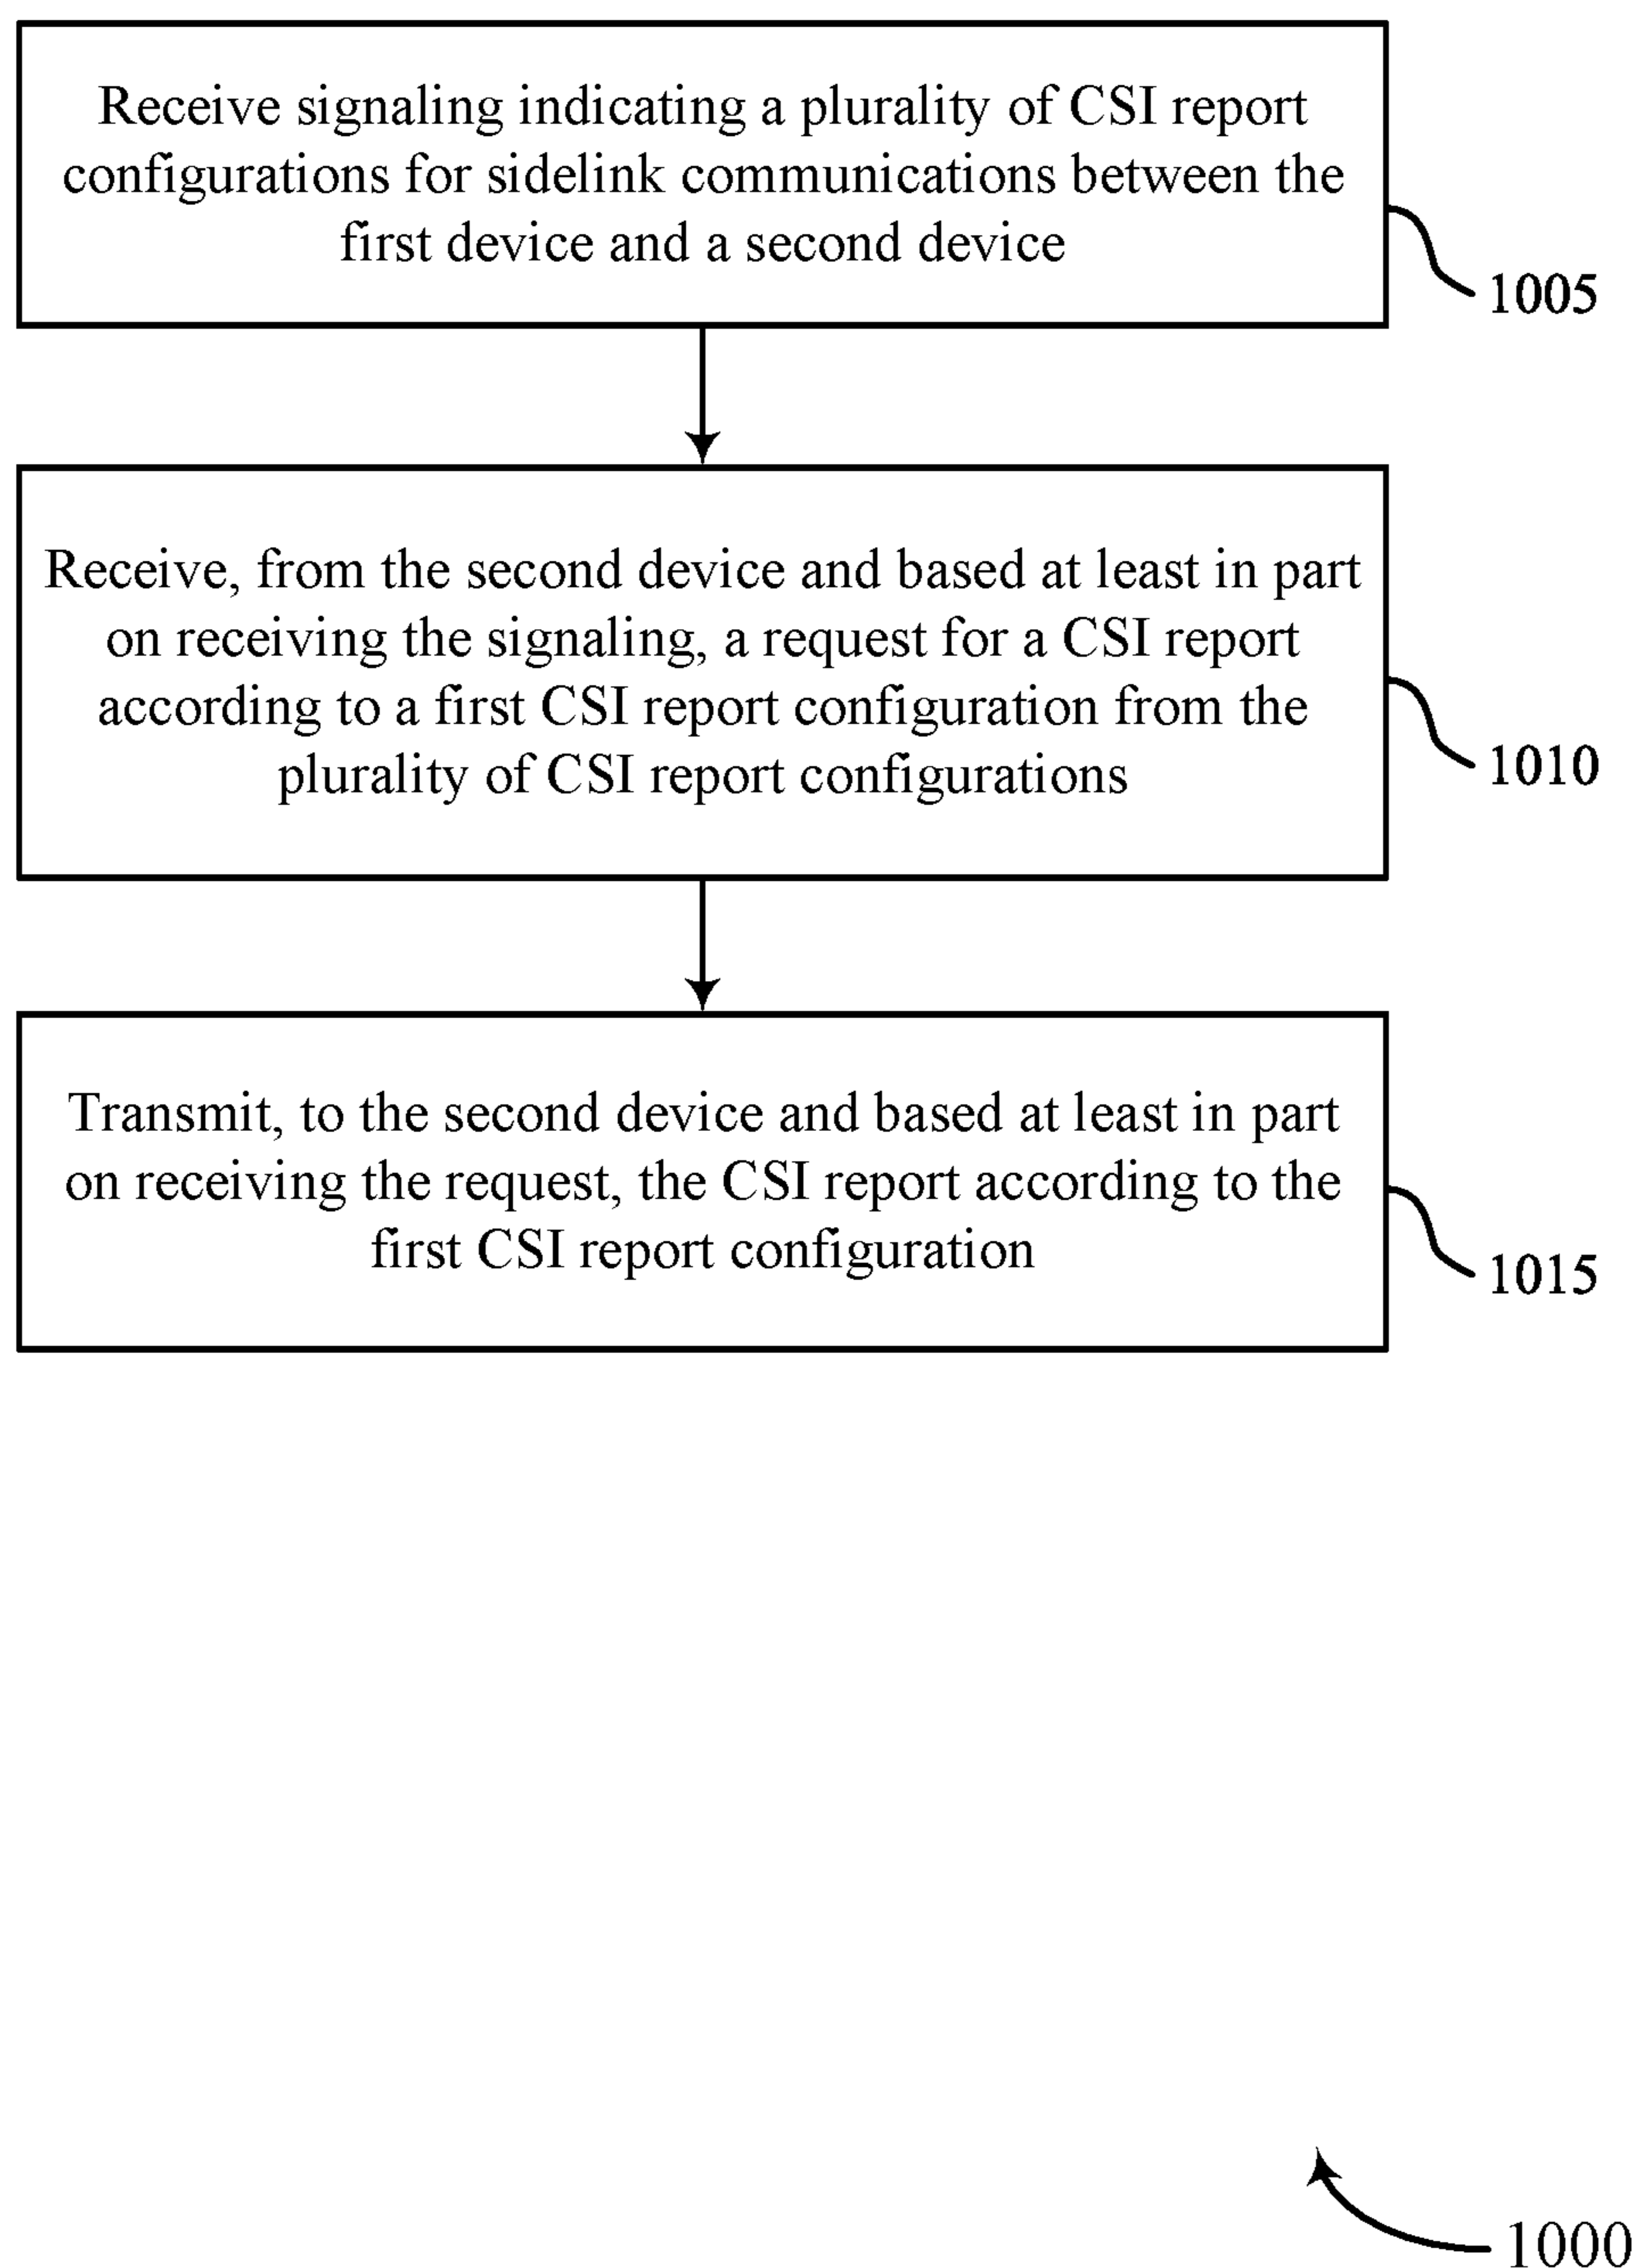 Receive signaling indicating a plurality of CSI report
configurations for sidelink communications between the
first device and a second device
1005
Receive, from the second device and based at least in part
on receiving the signaling, a request for a CSI report
according to a first CSI report configuration from the
plurality of CSI report configurations
1010
Transmit, to the second device and based at least in part
on receiving the request, the CSI report according to the
first CSI report configuration
1015
1000